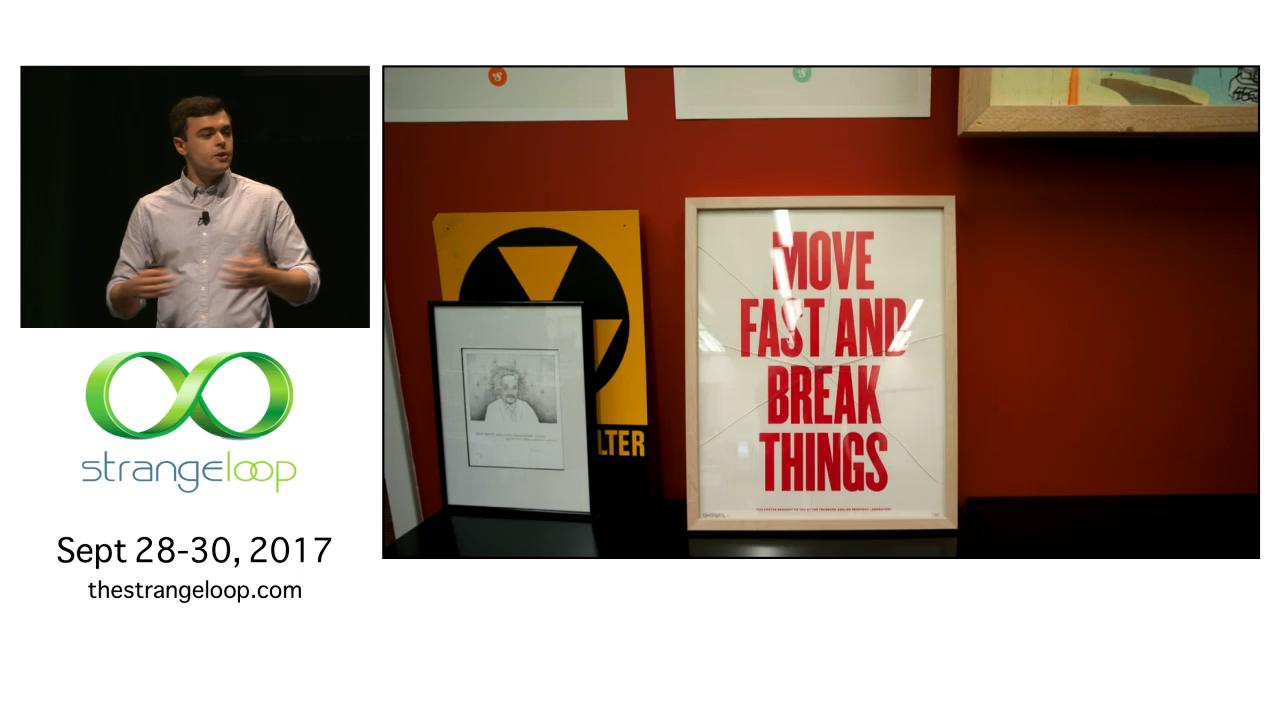 strangeloop
Sept 28-30, 2017
thestrangeloop.com
LTER
MOVE
FAST AND
BREAK
THINGS